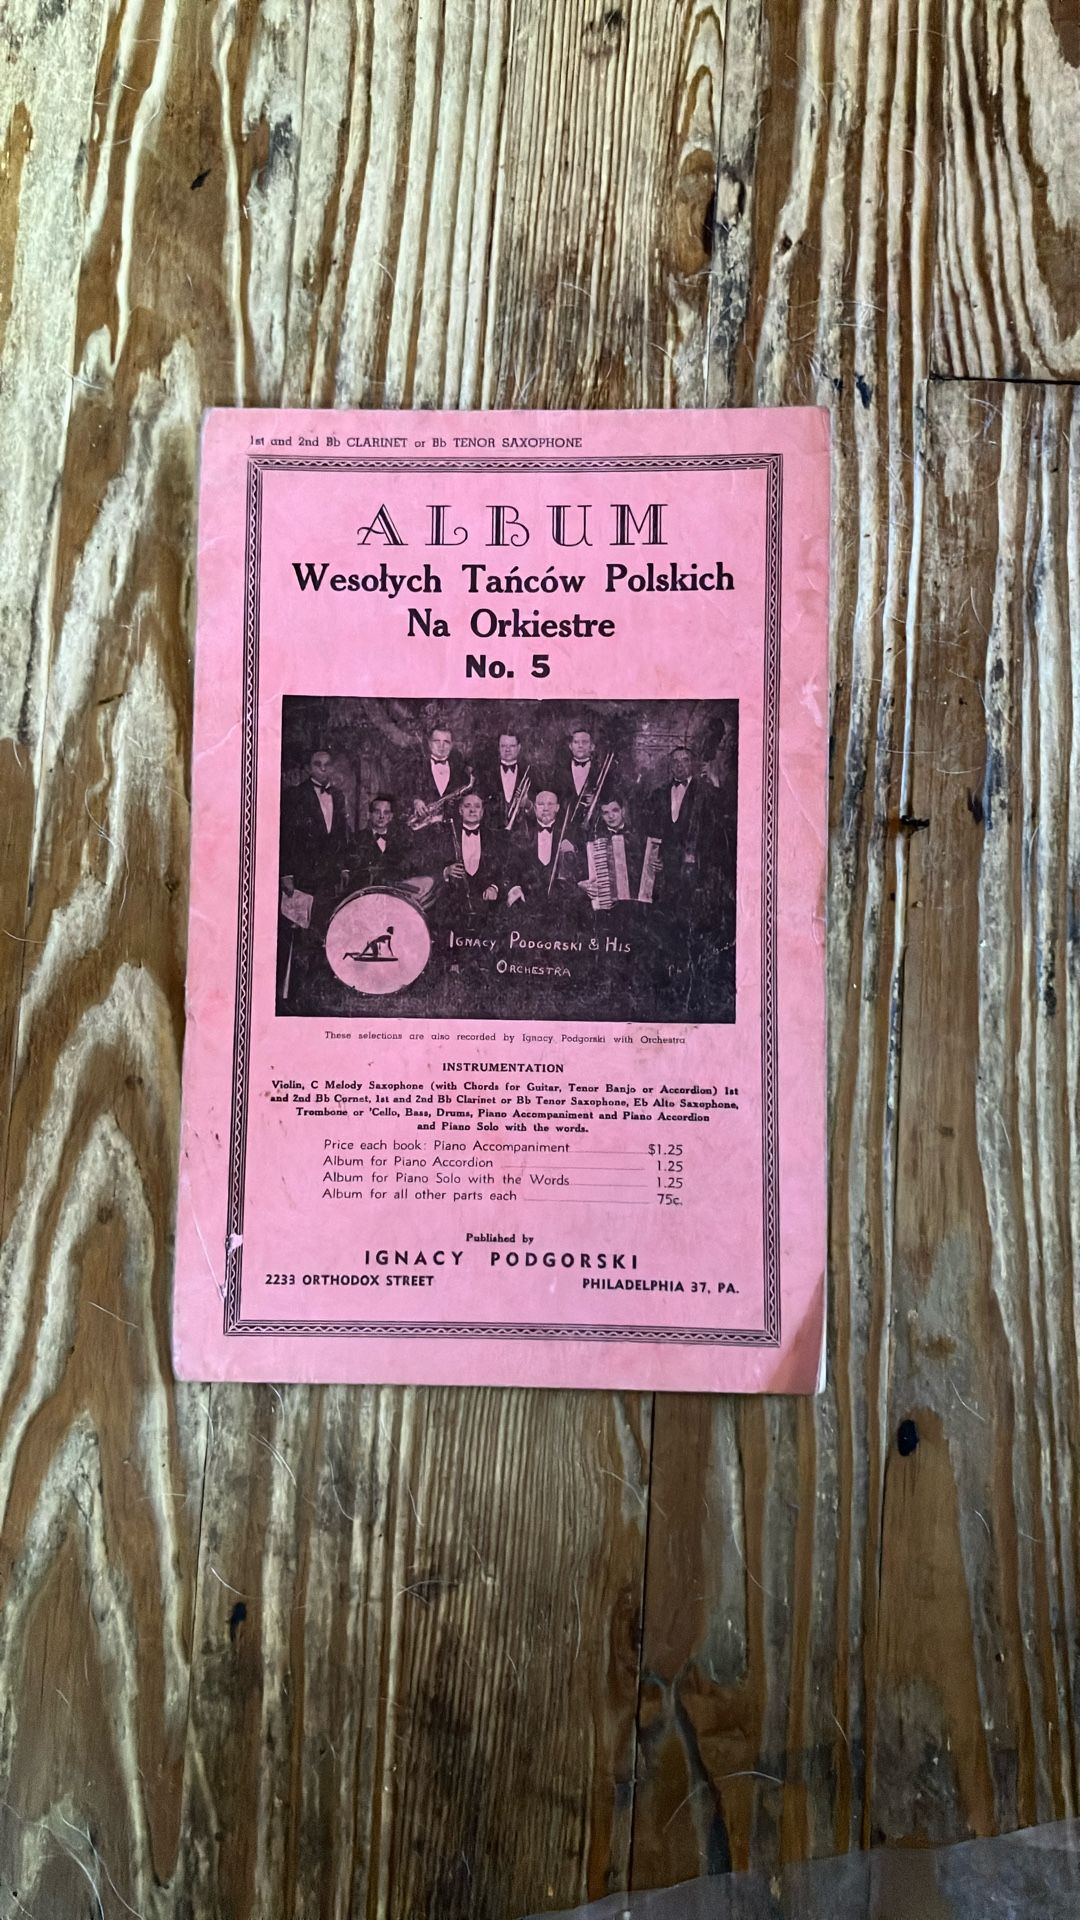 1st and 2nd Bb CLARINET or Bb TENOR SAXOPHONE
ALBUM
Wesołych Tańców Polskich
Na Orkiestre
No. 5
IGNACY PODGORSKI & HIS
ORCHESTRA
These selections are also recorded by Ignacy Podgorski with Orchestra
INSTRUMENTATION
Violin, C Melody Saxophone (with Chords for Guitar, Tenor Banjo or Accordion) 1st
and 2nd Bb Cornet, 1st and 2nd Bb Clarinet or Bb Tenor Saxophone, Eb Alto Saxophone,
Trombone or 'Cello, Bass, Drums, Piano Accompaniment and Piano Accordion
and Piano Solo with the words.
Price each book: Piano Accompaniment $1.25
Album for Piano Accordion 1.25
Album for Piano Solo with the Words 1.25
Album for all other parts each 75c.
Published by
IGNACY PODGORSKI
2233 ORTHODOX STREET PHILADELPHIA 37, PA.